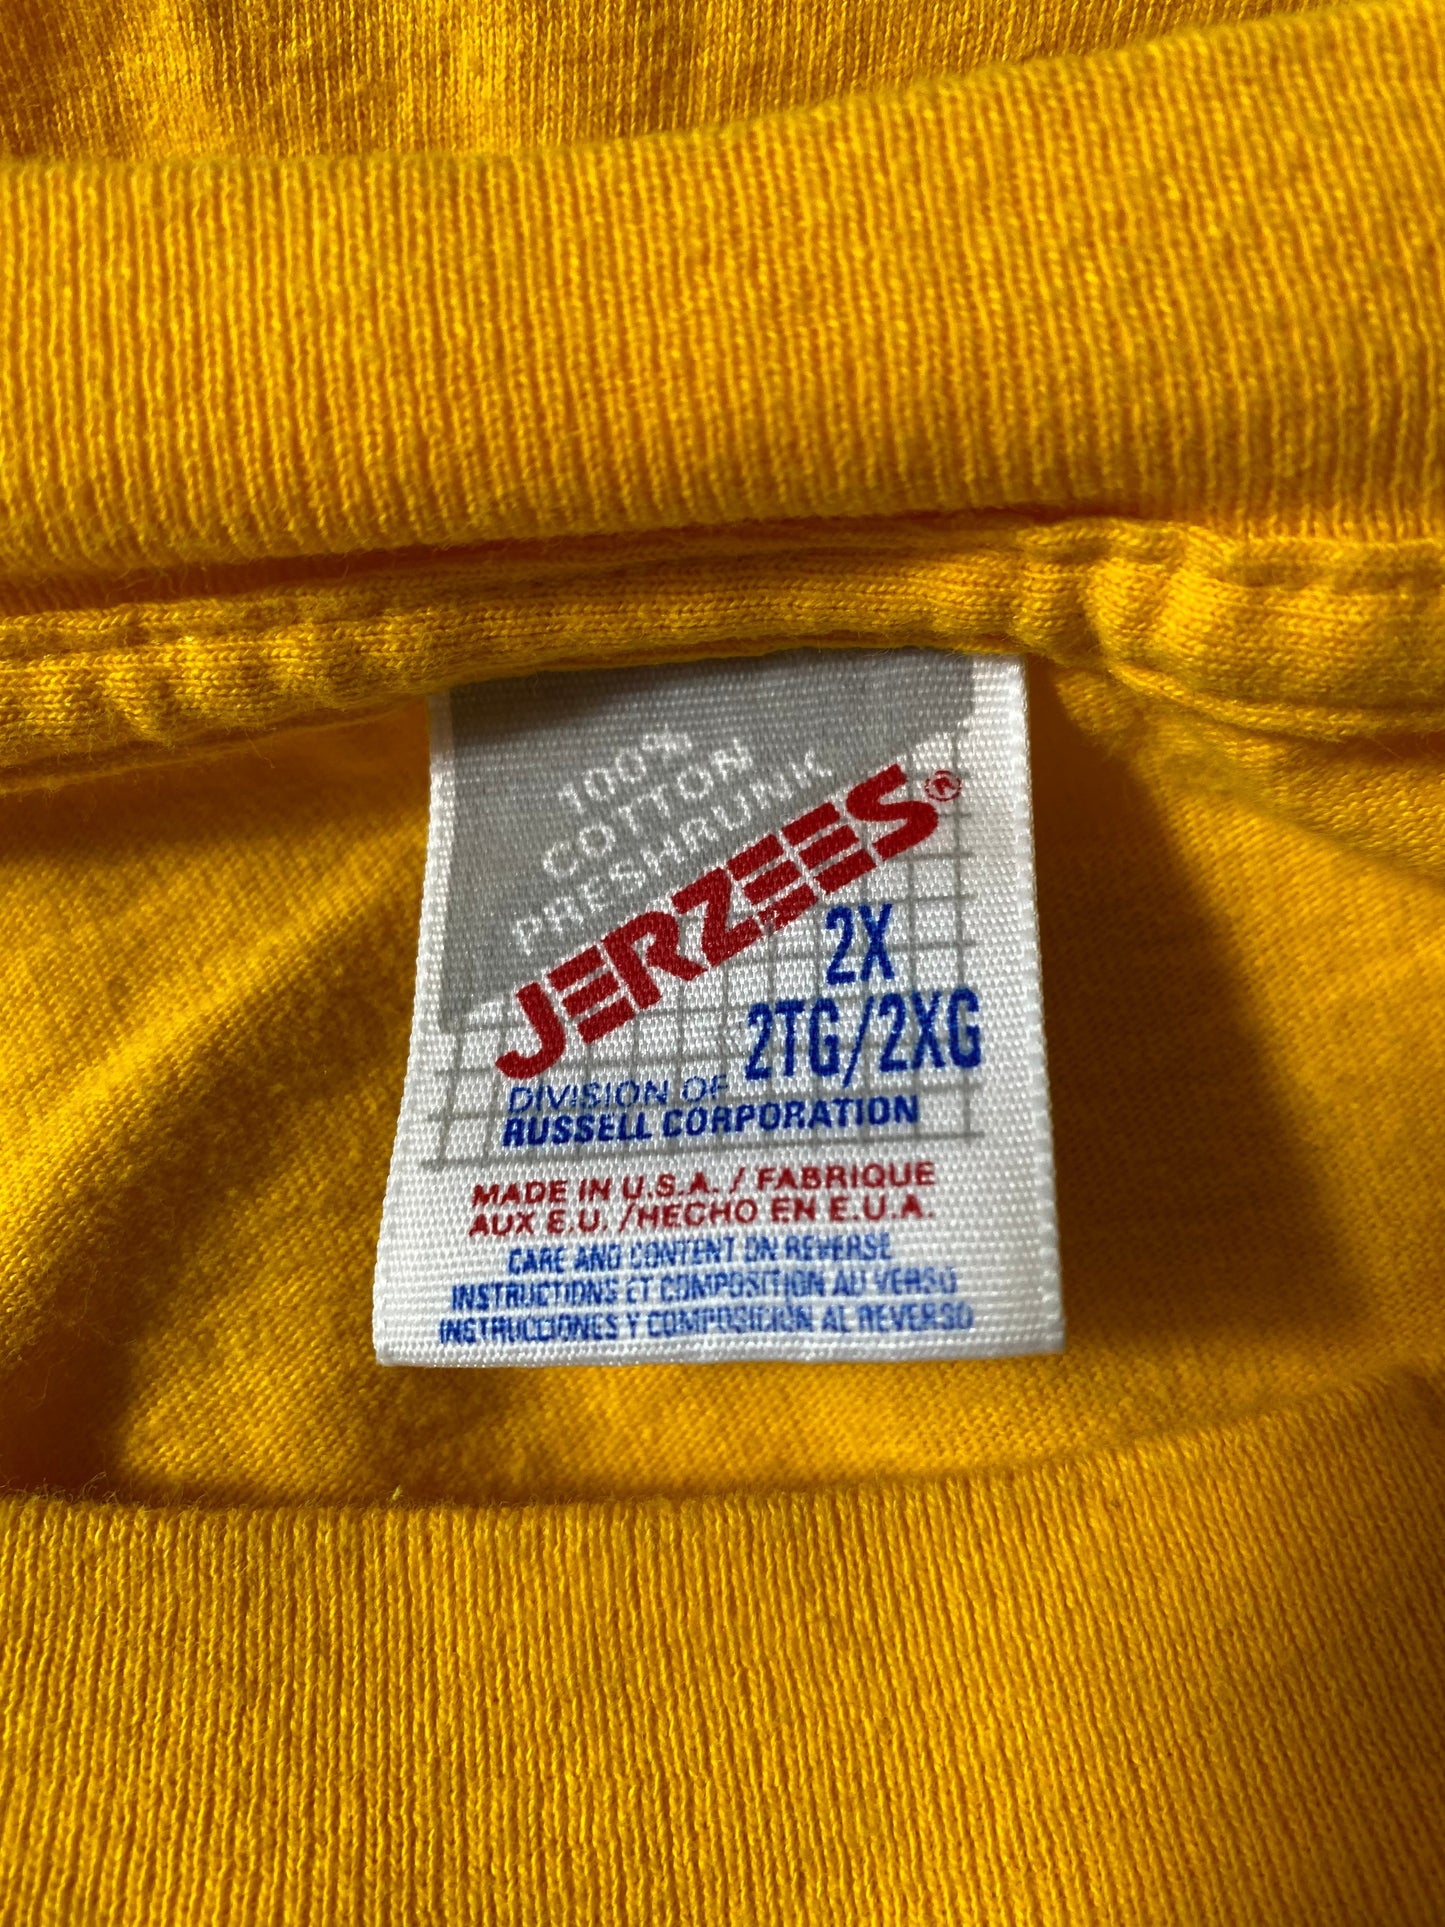 100%
COTTON
PRESHRUNK
JERZEES®
2X
2TG/2XG
DIVISION OF
RUSSELL CORPORATION
MADE IN U.S.A. / FABRIQUE
AUX E.U. /HECHO EN E.U.A.
CARE AND CONTENT ON REVERSE
INSTRUCTIONS ET COMPOSITION AU VERSO
INSTRUCCIONES Y COMPOSICIÓN AL REVERSO